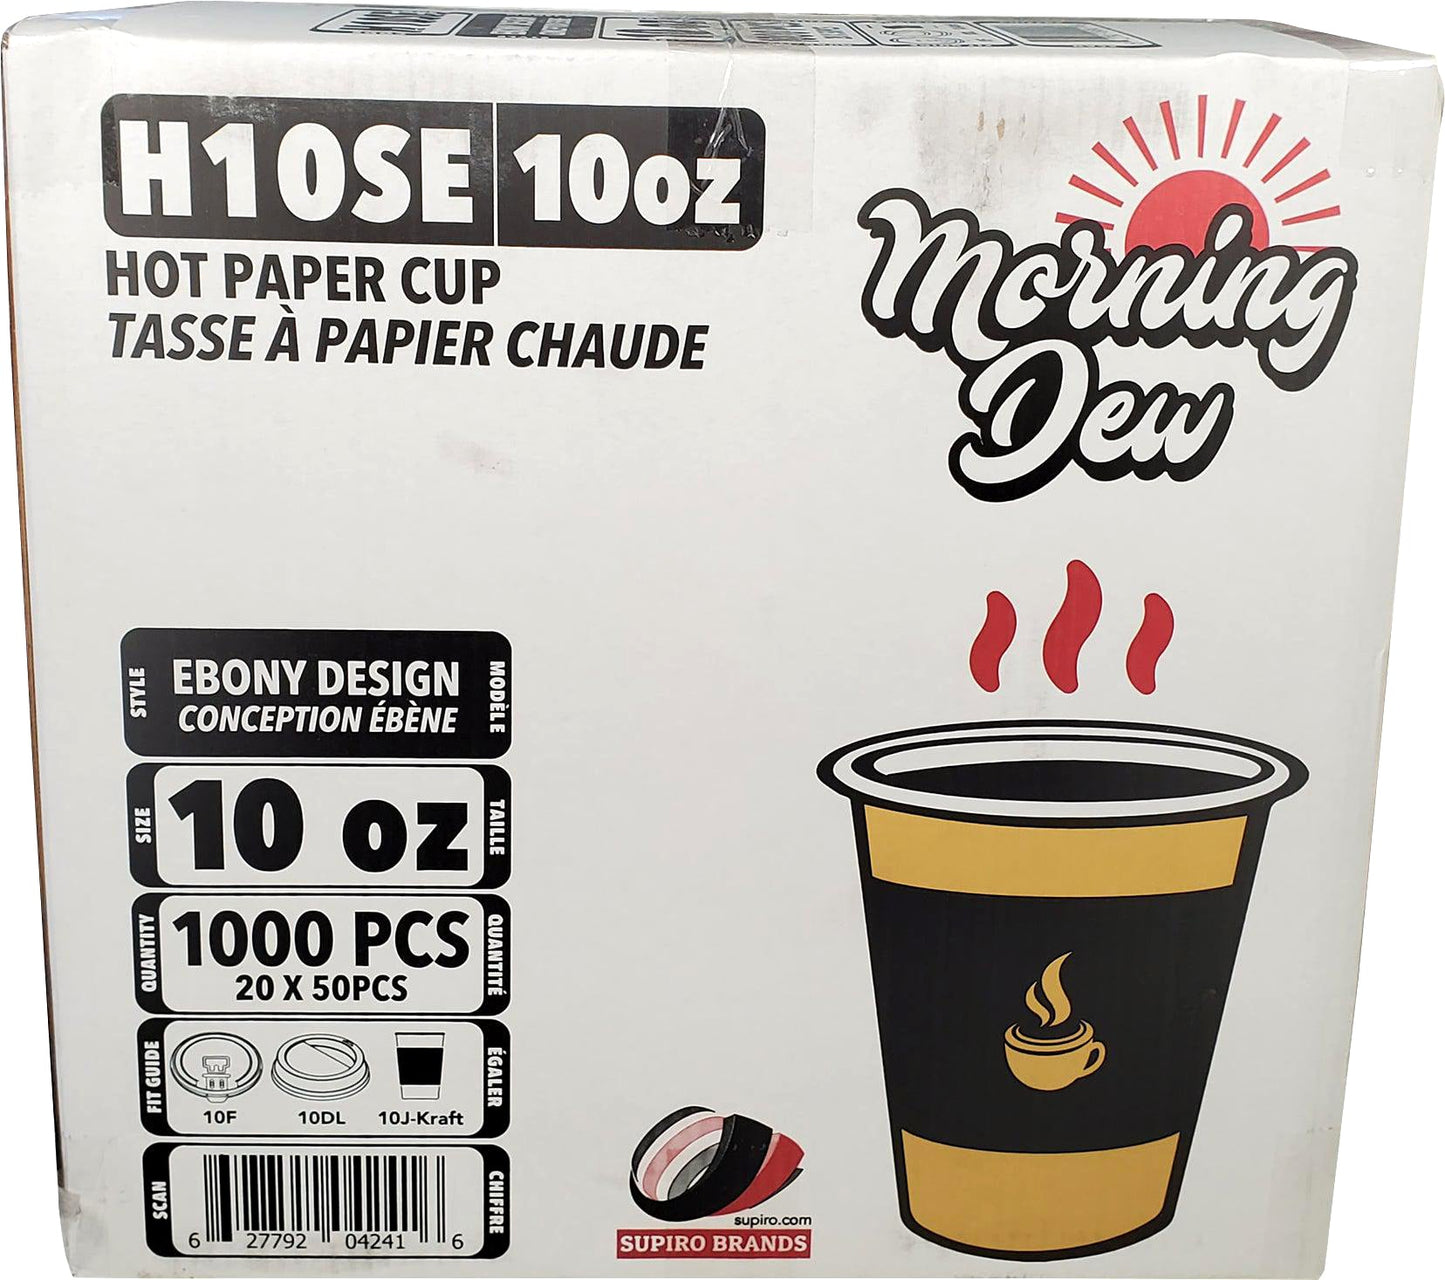 H10SE 10oz
HOT PAPER CUP
TASSE À PAPIER CHAUDE
Morning
Dew
STYLE
EBONY DESIGN
CONCEPTION ÉBÈNE
MODÈLE
SIZE
10 oz
TAILLE
QUANTITY
1000 PCS
20 X 50PCS
QUANTITÉ
FIT GUIDE
10F 10DL 10J-Kraft
ÉGALER
SCAN
6 27792 04241 6
CHIFFRE
supiro.com
SUPIRO BRANDS